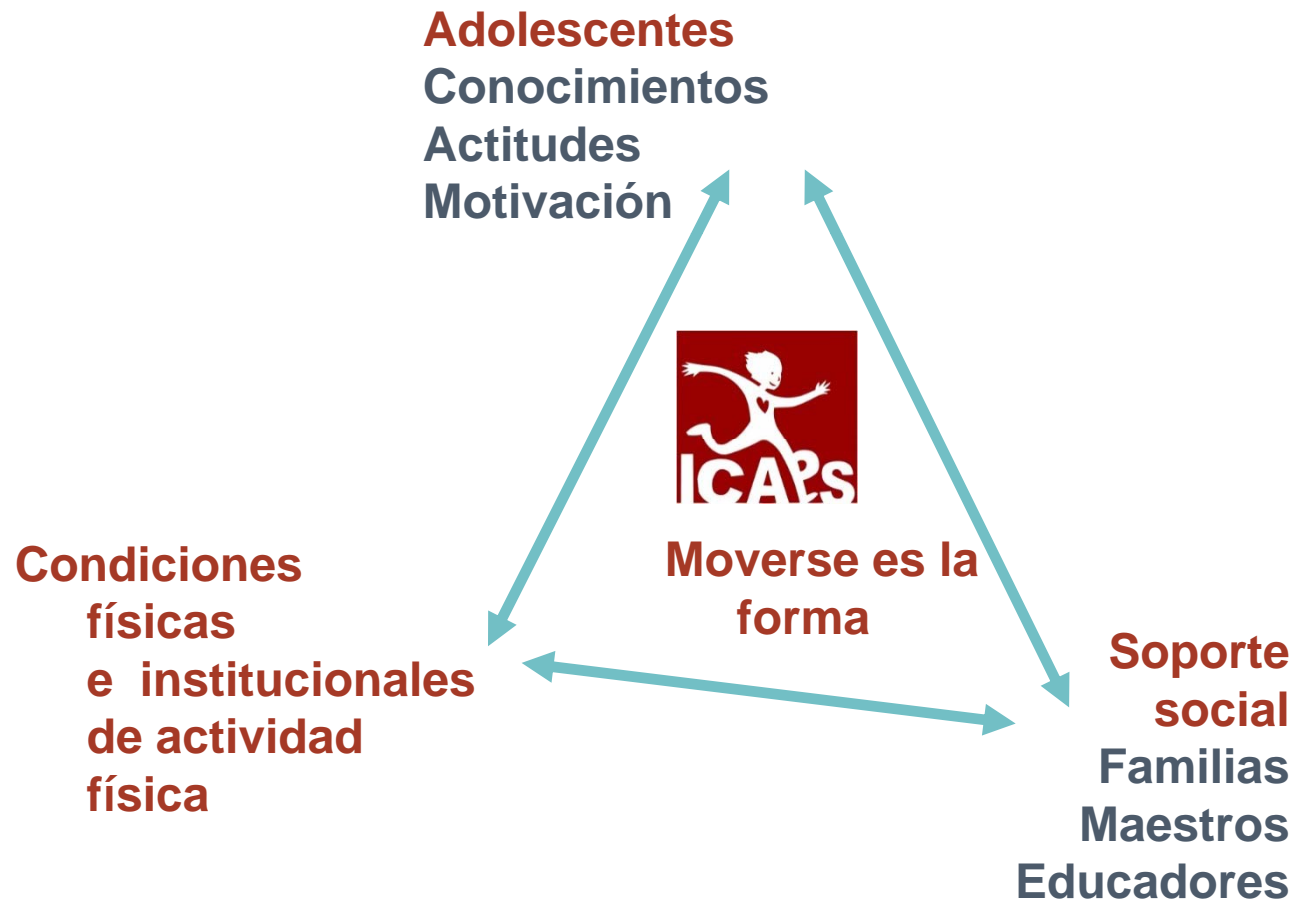 Adolescentes
Conocimientos
Actitudes
Motivación
ICAPS
Moverse es la
forma
Condiciones
físicas
e institucionales
de actividad
física
Soporte
social
Familias
Maestros
Educadores